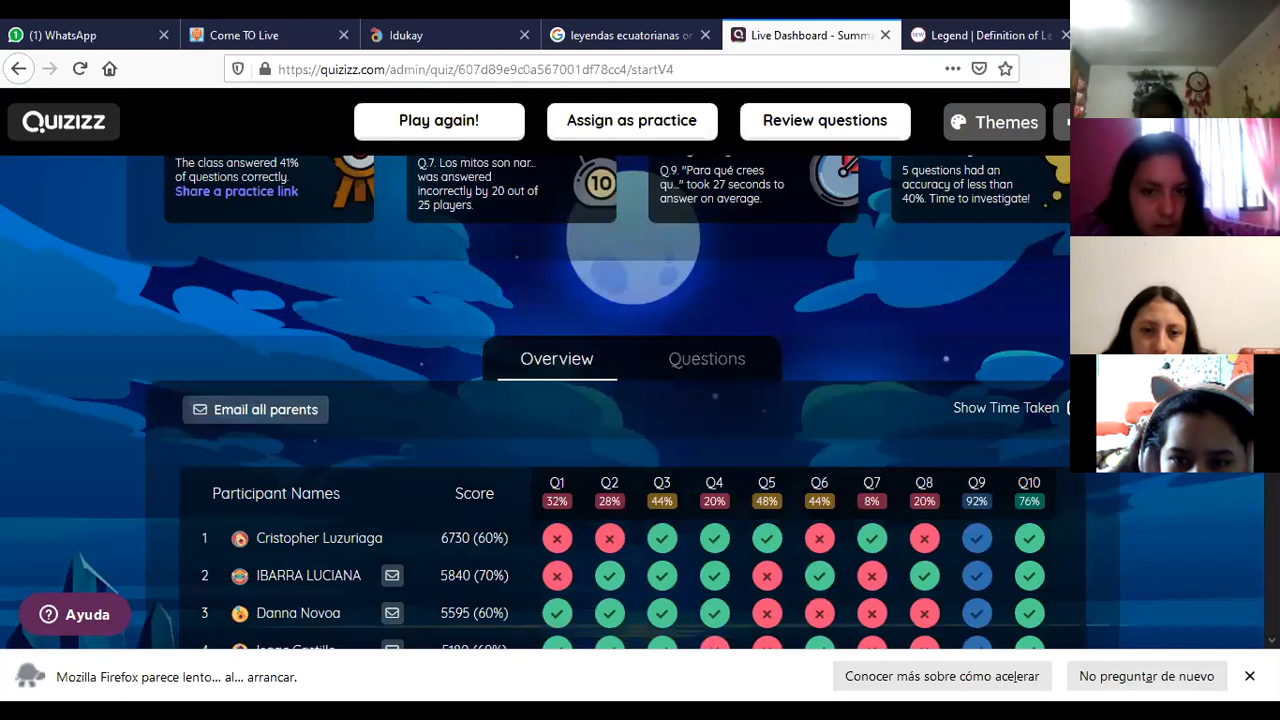 (1) WhatsApp
Come TO Live
Idukay
leyendas ecuatorianas or
Live Dashboard - Summa
Legend | Definition of Le
https://quizizz.com/admin/quiz/607d89e9c0a567001df78cc4/startV4
QUIZIZZ
Play again!
Assign as practice
Review questions
Themes
The class answered 41%
of questions correctly.
Share a practice link
Q.7. Los mitos son nar...
was answered
incorrectly by 20 out of
25 players.
10
Q.9. "Para qué crees
qu..." took 27 seconds to
answer on average.
5 questions had an
accuracy of less than
40%. Time to investigate!
Overview
Questions
Email all parents
Show Time Taken
Participant Names Score Q1 Q2 Q3 Q4 Q5 Q6 Q7 Q8 Q9 Q10
32% 28% 44% 20% 48% 44% 8% 20% 92% 76%
1 Cristopher Luzuriaga 6730 (60%)
2 IBARRA LUCIANA 5840 (70%)
3 Danna Novoa 5595 (60%)
Ayuda
Mozilla Firefox parece lento... al... arrancar.
Conocer más sobre cómo acelerar
No preguntar de nuevo